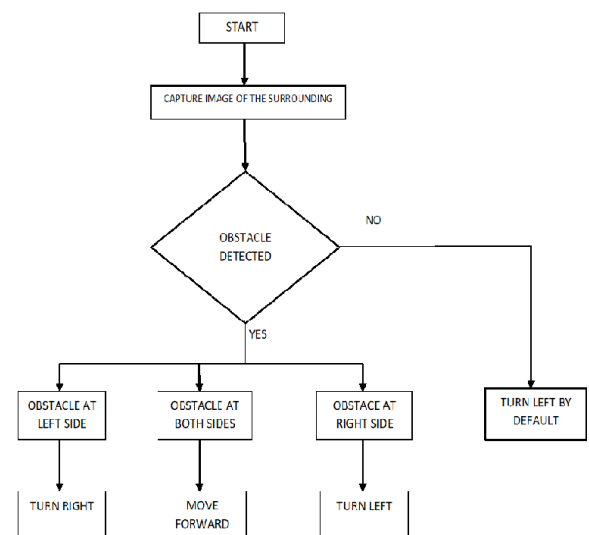 START
CAPTURE IMAGE OF THE SURROUNDING
OBSTACLE
DETECTED
NO
YES
OBSTACLE AT
LEFT SIDE
OBSTACLE AT
BOTH SIDES
OBSTACE AT
RIGHT SIDE
TURN LEFT BY
DEFAULT
TURN RIGHT
MOVE
FORWARD
TURN LEFT